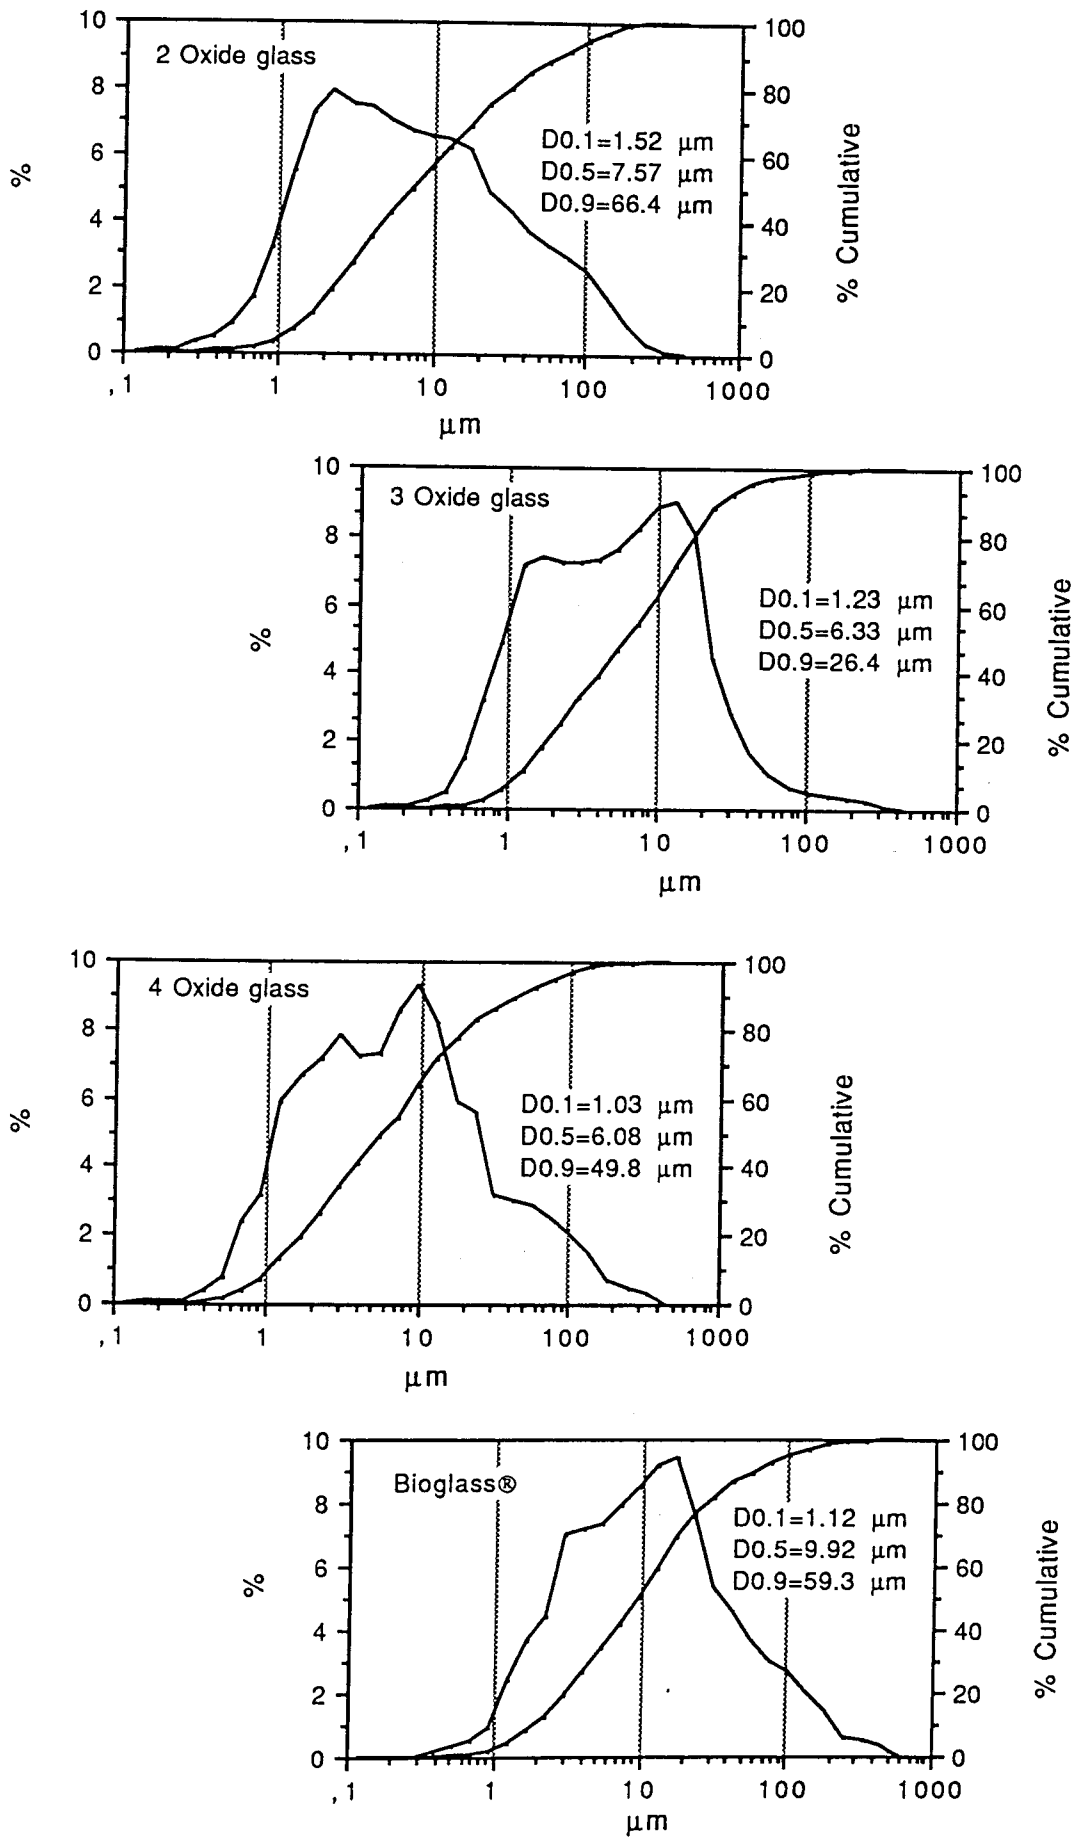 2 Oxide glass
10
8
6
4
2
0
%
100
80
60
40
20
0
% Cumulative
D0.1=1.52 µm
D0.5=7.57 µm
D0.9=66.4 µm
,1 1 10 100 1000
µm
3 Oxide glass
10
8
6
4
2
0
%
100
80
60
40
20
0
% Cumulative
D0.1=1.23 µm
D0.5=6.33 µm
D0.9=26.4 µm
,1 1 10 100 1000
µm
4 Oxide glass
10
8
6
4
2
0
%
100
80
60
40
20
0
% Cumulative
D0.1=1.03 µm
D0.5=6.08 µm
D0.9=49.8 µm
,1 1 10 100 1000
µm
Bioglass®
10
8
6
4
2
0
%
100
80
60
40
20
0
% Cumulative
D0.1=1.12 µm
D0.5=9.92 µm
D0.9=59.3 µm
,1 1 10 100 1000
µm